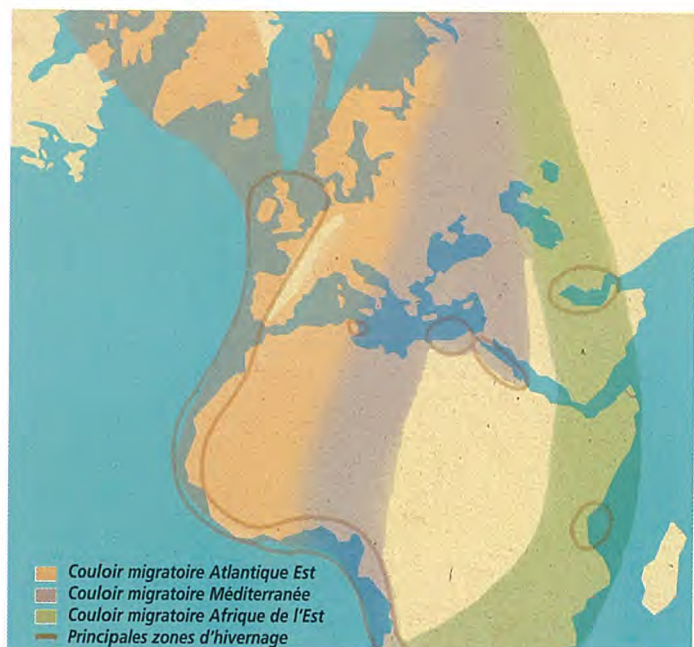 Couloir migratoire Atlantique Est
Couloir migratoire Méditerranée
Couloir migratoire Afrique de l'Est
Principales zones d'hivernage